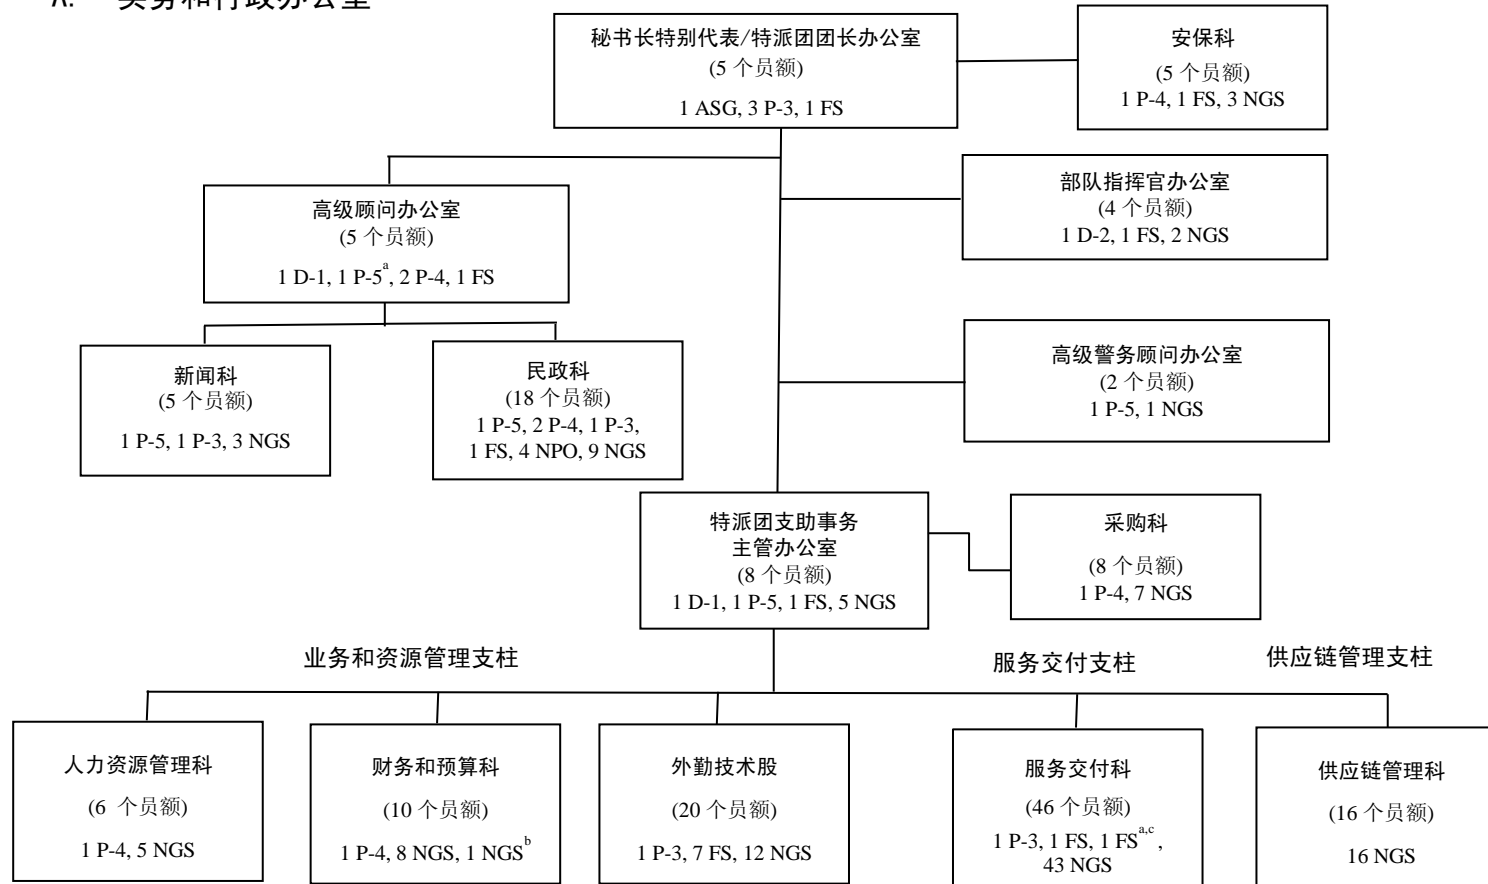 A. 实务和行政办公室
秘书长特别代表/特派团团长办公室
(5 个员额)
1 ASG, 3 P-3, 1 FS
安保科
(5 个员额)
1 P-4, 1 FS, 3 NGS
部队指挥官办公室
(4 个员额)
1 D-2, 1 FS, 2 NGS
高级顾问办公室
(5 个员额)
1 D-1, 1 P-5a, 2 P-4, 1 FS
高级警务顾问办公室
(2 个员额)
1 P-5, 1 NGS
新闻科
(5 个员额)
1 P-5, 1 P-3, 3 NGS
民政科
(18 个员额)
1 P-5, 2 P-4, 1 P-3,
1 FS, 4 NPO, 9 NGS
特派团支助事务
主管办公室
(8 个员额)
1 D-1, 1 P-5, 1 FS, 5 NGS
采购科
(8 个员额)
1 P-4, 7 NGS
业务和资源管理支柱
服务交付支柱
供应链管理支柱
人力资源管理科
(6 个员额)
1 P-4, 5 NGS
财务和预算科
(10 个员额)
1 P-4, 8 NGS, 1 NGSb
外勤技术股
(20 个员额)
1 P-3, 7 FS, 12 NGS
服务交付科
(46 个员额)
1 P-3, 1 FS, 1 FSa,c,
43 NGS
供应链管理科
(16 个员额)
16 NGS